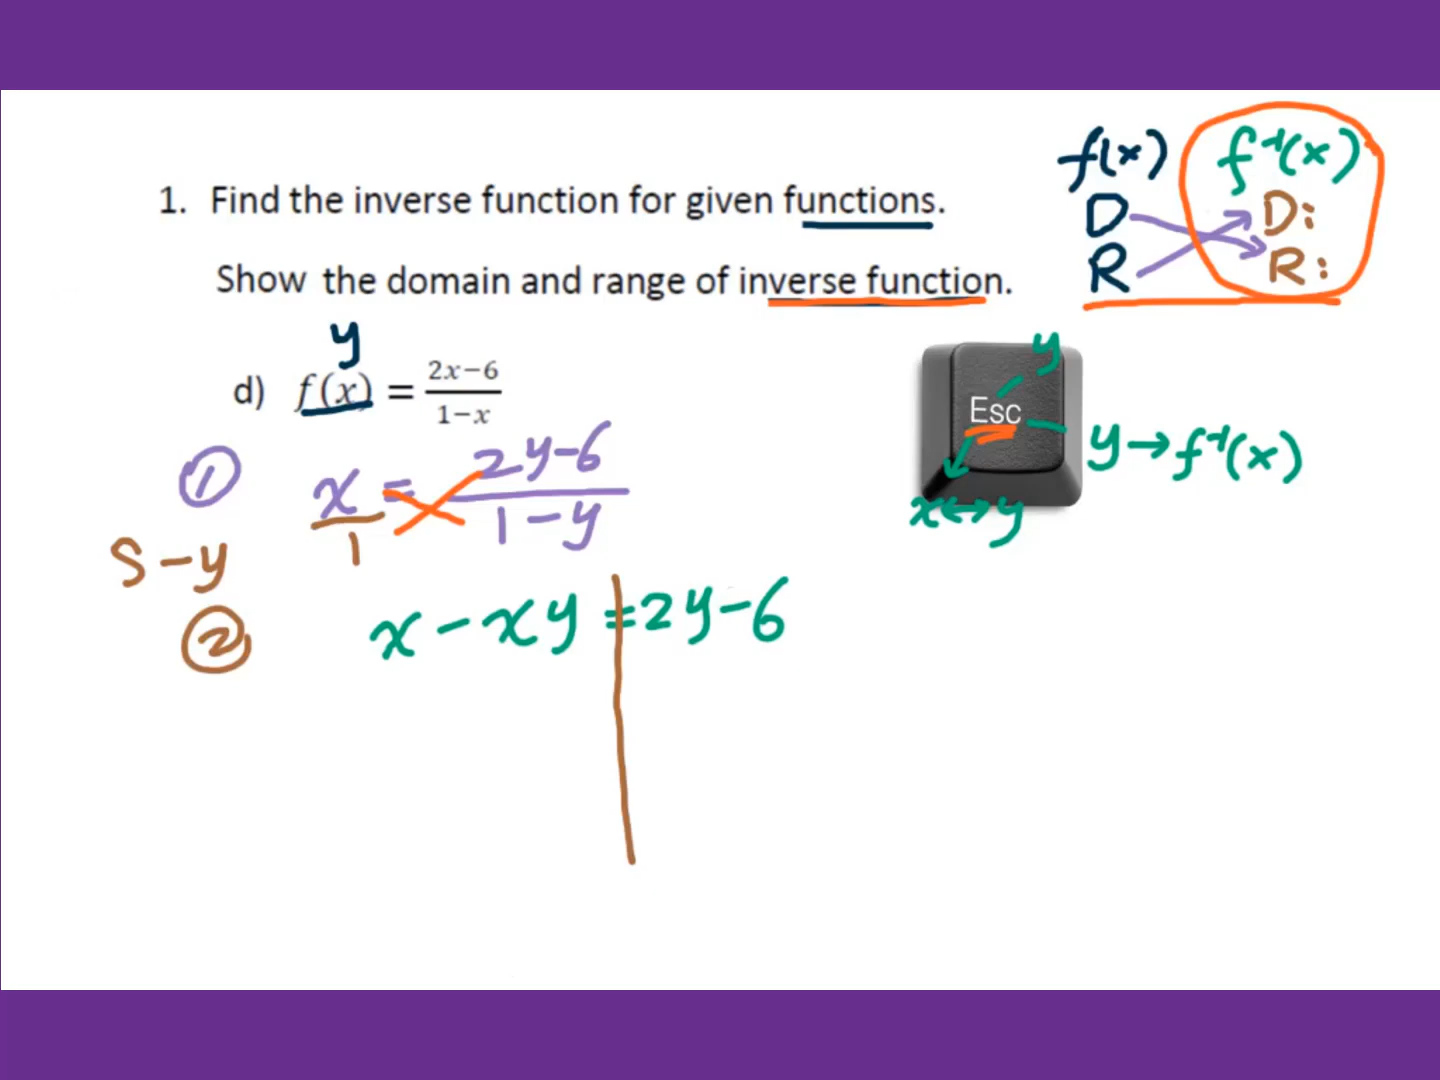 f(x) f⁻¹(x)
D D:
R R:
1. Find the inverse function for given functions.
Show the domain and range of inverse function.
y
d) f(x) = 2x−6 / 1−x
Esc
y
y → f⁻¹(x)
x ↔ y
① x / 1 = 2y−6 / 1−y
S − y
② x − xy = 2y − 6